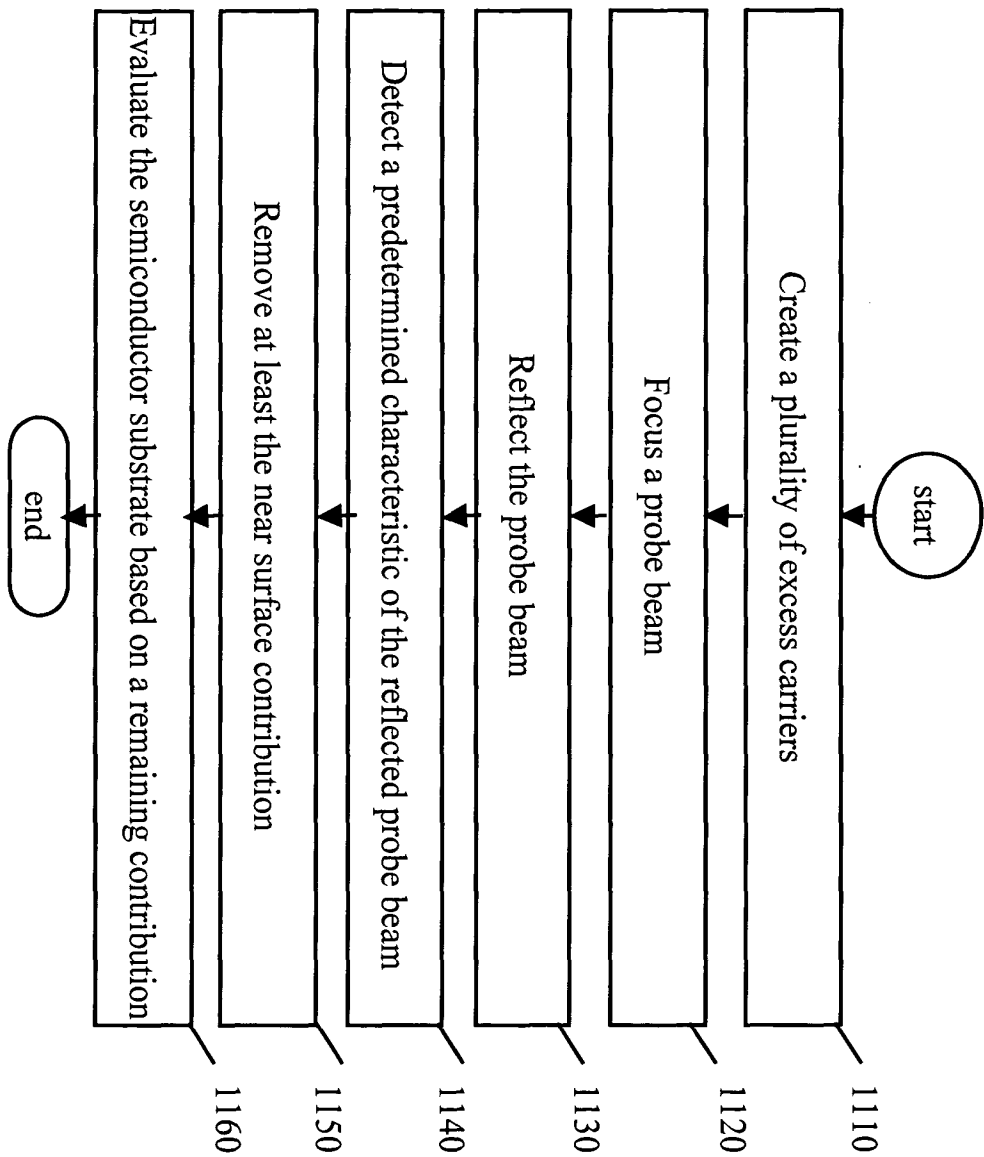 start
Create a plurality of excess carriers
1110
Focus a probe beam
1120
Reflect the probe beam
1130
Detect a predetermined characteristic of the reflected probe beam
1140
Remove at least the near surface contribution
1150
Evaluate the semiconductor substrate based on a remaining contribution
1160
end